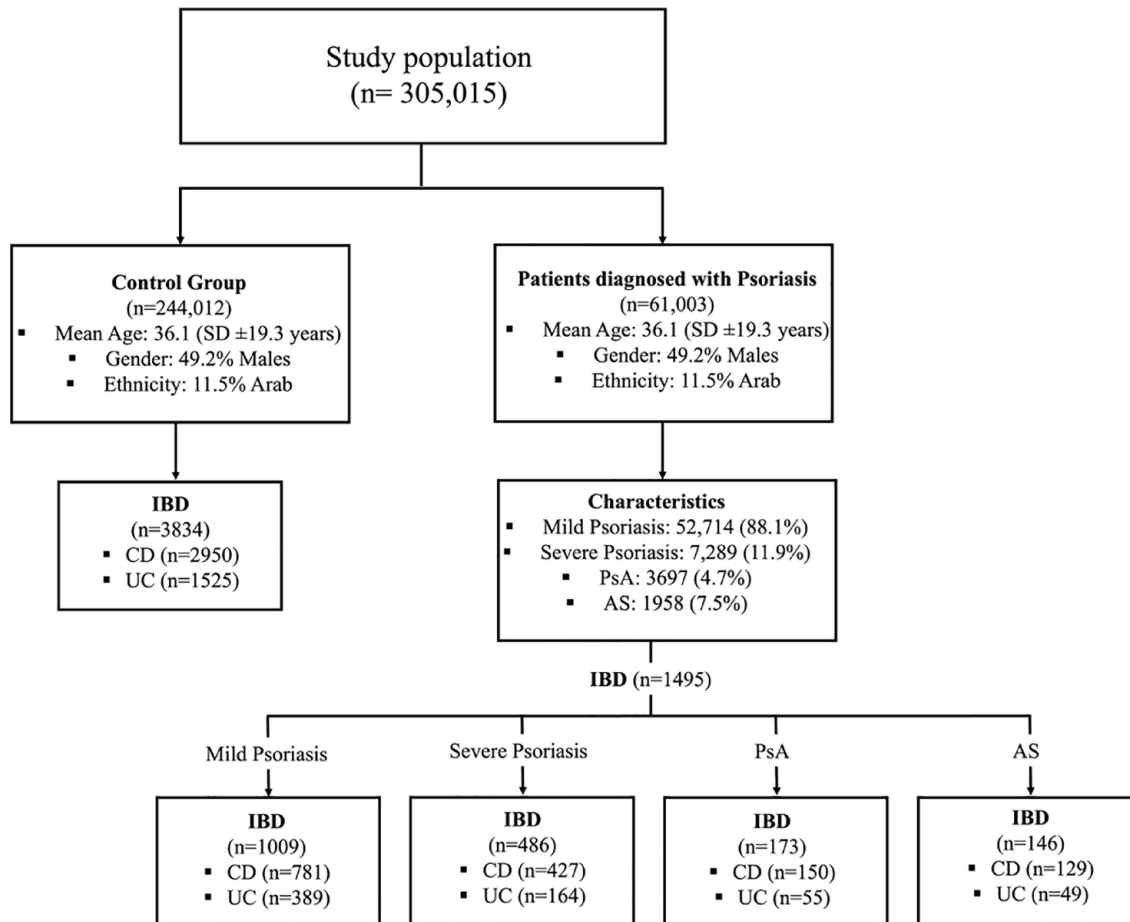 Study population
(n= 305,015)
Control Group
(n=244,012)
▪ Mean Age: 36.1 (SD ±19.3 years)
▪ Gender: 49.2% Males
▪ Ethnicity: 11.5% Arab
Patients diagnosed with Psoriasis
(n=61,003)
▪ Mean Age: 36.1 (SD ±19.3 years)
▪ Gender: 49.2% Males
▪ Ethnicity: 11.5% Arab
IBD
(n=3834)
▪ CD (n=2950)
▪ UC (n=1525)
Characteristics
▪ Mild Psoriasis: 52,714 (88.1%)
▪ Severe Psoriasis: 7,289 (11.9%)
▪ PsA: 3697 (4.7%)
▪ AS: 1958 (7.5%)
IBD (n=1495)
Mild Psoriasis
IBD
(n=1009)
▪ CD (n=781)
▪ UC (n=389)
Severe Psoriasis
IBD
(n=486)
▪ CD (n=427)
▪ UC (n=164)
PsA
IBD
(n=173)
▪ CD (n=150)
▪ UC (n=55)
AS
IBD
(n=146)
▪ CD (n=129)
▪ UC (n=49)